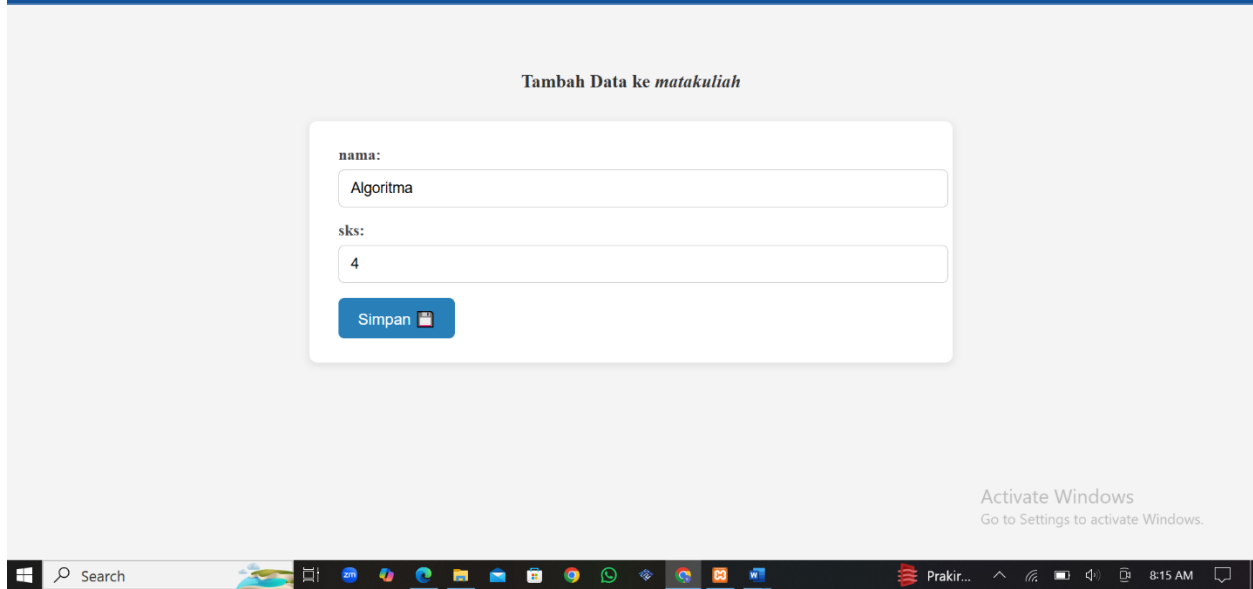 Tambah Data ke matakuliah
nama:
Algoritma
sks:
4
Simpan
Activate Windows
Go to Settings to activate Windows.
Search
zm
Prakir...
8:15 AM